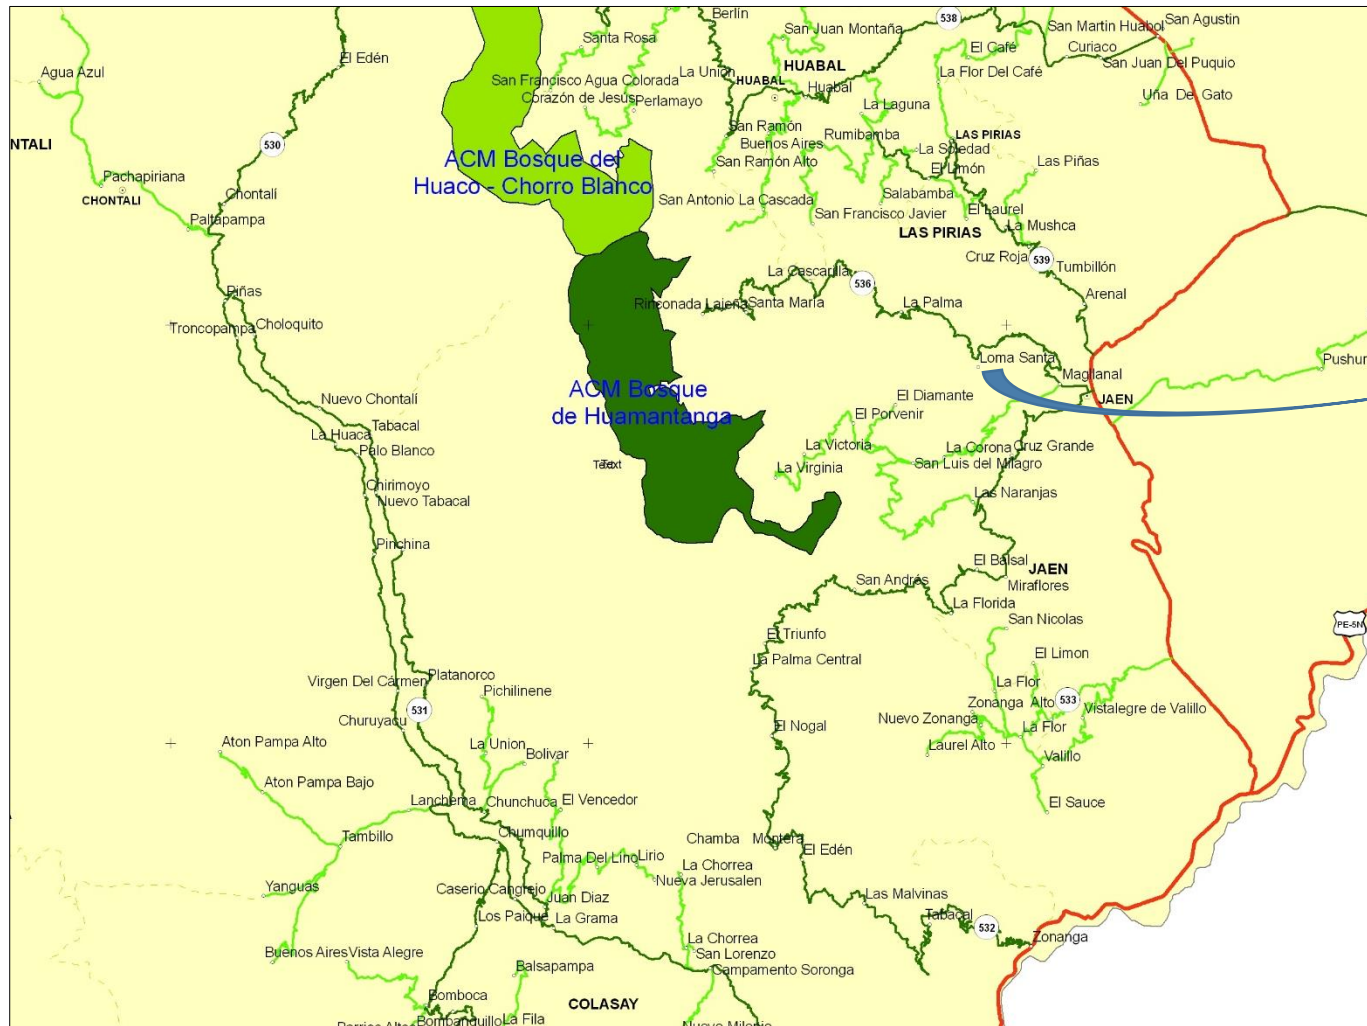 Berlín
538
San Martin Huabol
San Agustin
Santa Rosa
San Juan Montaña
El Café
Curiaco
El Edén
San Juan Del Puquio
Agua Azul
San Francisco Agua Colorada
La Union
HUABAL
HUABAL
La Flor Del Café
Huabal
Uña De Gato
Corazón de Jesús
Perlamayo
La Laguna
NTALI
530
San Ramón
Rumibamba
LAS PIRIAS
Buenos Aires
La Soledad
ACM Bosque del
Huaco - Chorro Blanco
San Ramón Alto
El Limón
Las Piñas
Pachapiriana
CHONTALI
Chontalí
San Antonio La Cascada
Salabamba
San Francisco Javier
El Laurel
Paltapampa
LAS PIRIAS
La Mushca
Cruz Roja
539
Tumbillón
La Cascarilla
536
Piñas
Rinconada Lajeña
Santa María
La Palma
Arenal
Troncopampa
Choloquito
Loma Santa
Pushur
Magllanal
ACM Bosque
de Huamantanga
El Diamante
JAEN
Nuevo Chontalí
El Porvenir
Tabacal
La Huaca
Palo Blanco
La Victoria
La Corona
Cruz Grande
Text
Text
La Virginia
San Luis del Milagro
Chirimoyo
Nuevo Tabacal
Las Naranjas
Pinchina
El Balsal
JAEN
San Andrés
Miraflores
La Florida
San Nicolas
PE-5N
El Triunfo
La Palma Central
El Limon
Platanorco
Virgen Del Cármen
Pichilinene
La Flor
531
Zonanga Alto
533
Churuyacu
Nuevo Zonanga
Vistalegre de Valillo
El Nogal
La Flor
Aton Pampa Alto
La Union
Bolivar
Laurel Alto
Valillo
Aton Pampa Bajo
Lanchema
Chunchuca
El Vencedor
El Sauce
Tambillo
Chumquillo
Chamba Montera
El Edén
Palma Del Lino
Lirio
La Chorrea
Yanguas
Caserio Cangrejo
Nueva Jerusalen
Juan Diaz
Las Malvinas
Los Paique
La Grama
Tabacal
532
Zonanga
Buenos Aires
Vista Alegre
La Chorrea
San Lorenzo
Balsapampa
Campamento Soronga
Bomboca
COLASAY
Bombanquillo
La Fila